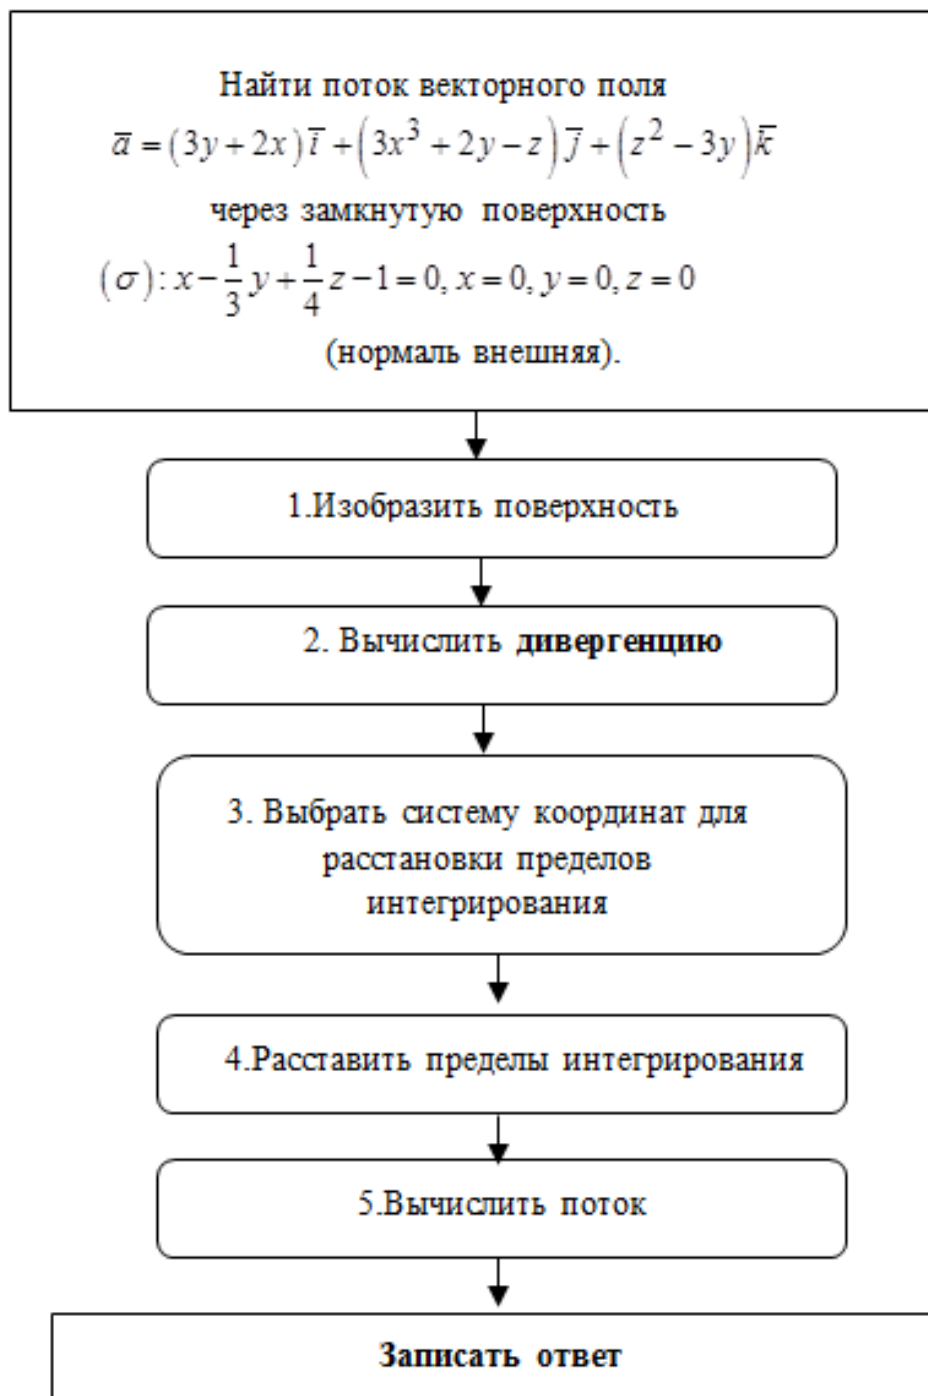 Найти поток векторного поля
a̅ = (3y + 2x) i̅ + (3x³ + 2y − z) j̅ + (z² − 3y) k̅
через замкнутую поверхность
(σ): x − 1/3 y + 1/4 z − 1 = 0, x = 0, y = 0, z = 0
(нормаль внешняя).
1.Изобразить поверхность
2. Вычислить дивергенцию
3. Выбрать систему координат для
расстановки пределов
интегрирования
4.Расставить пределы интегрирования
5.Вычислить поток
Записать ответ